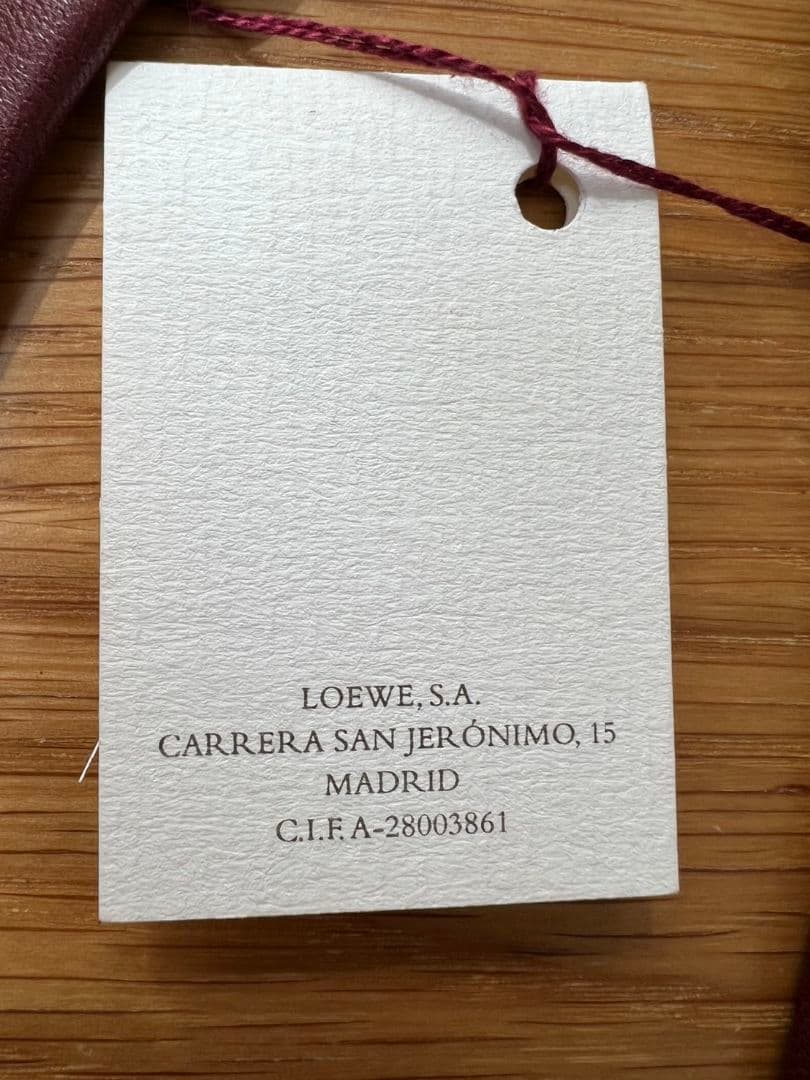 LOEWE, S.A.
CARRERA SAN JERÓNIMO, 15
MADRID
C.I.F. A-28003861